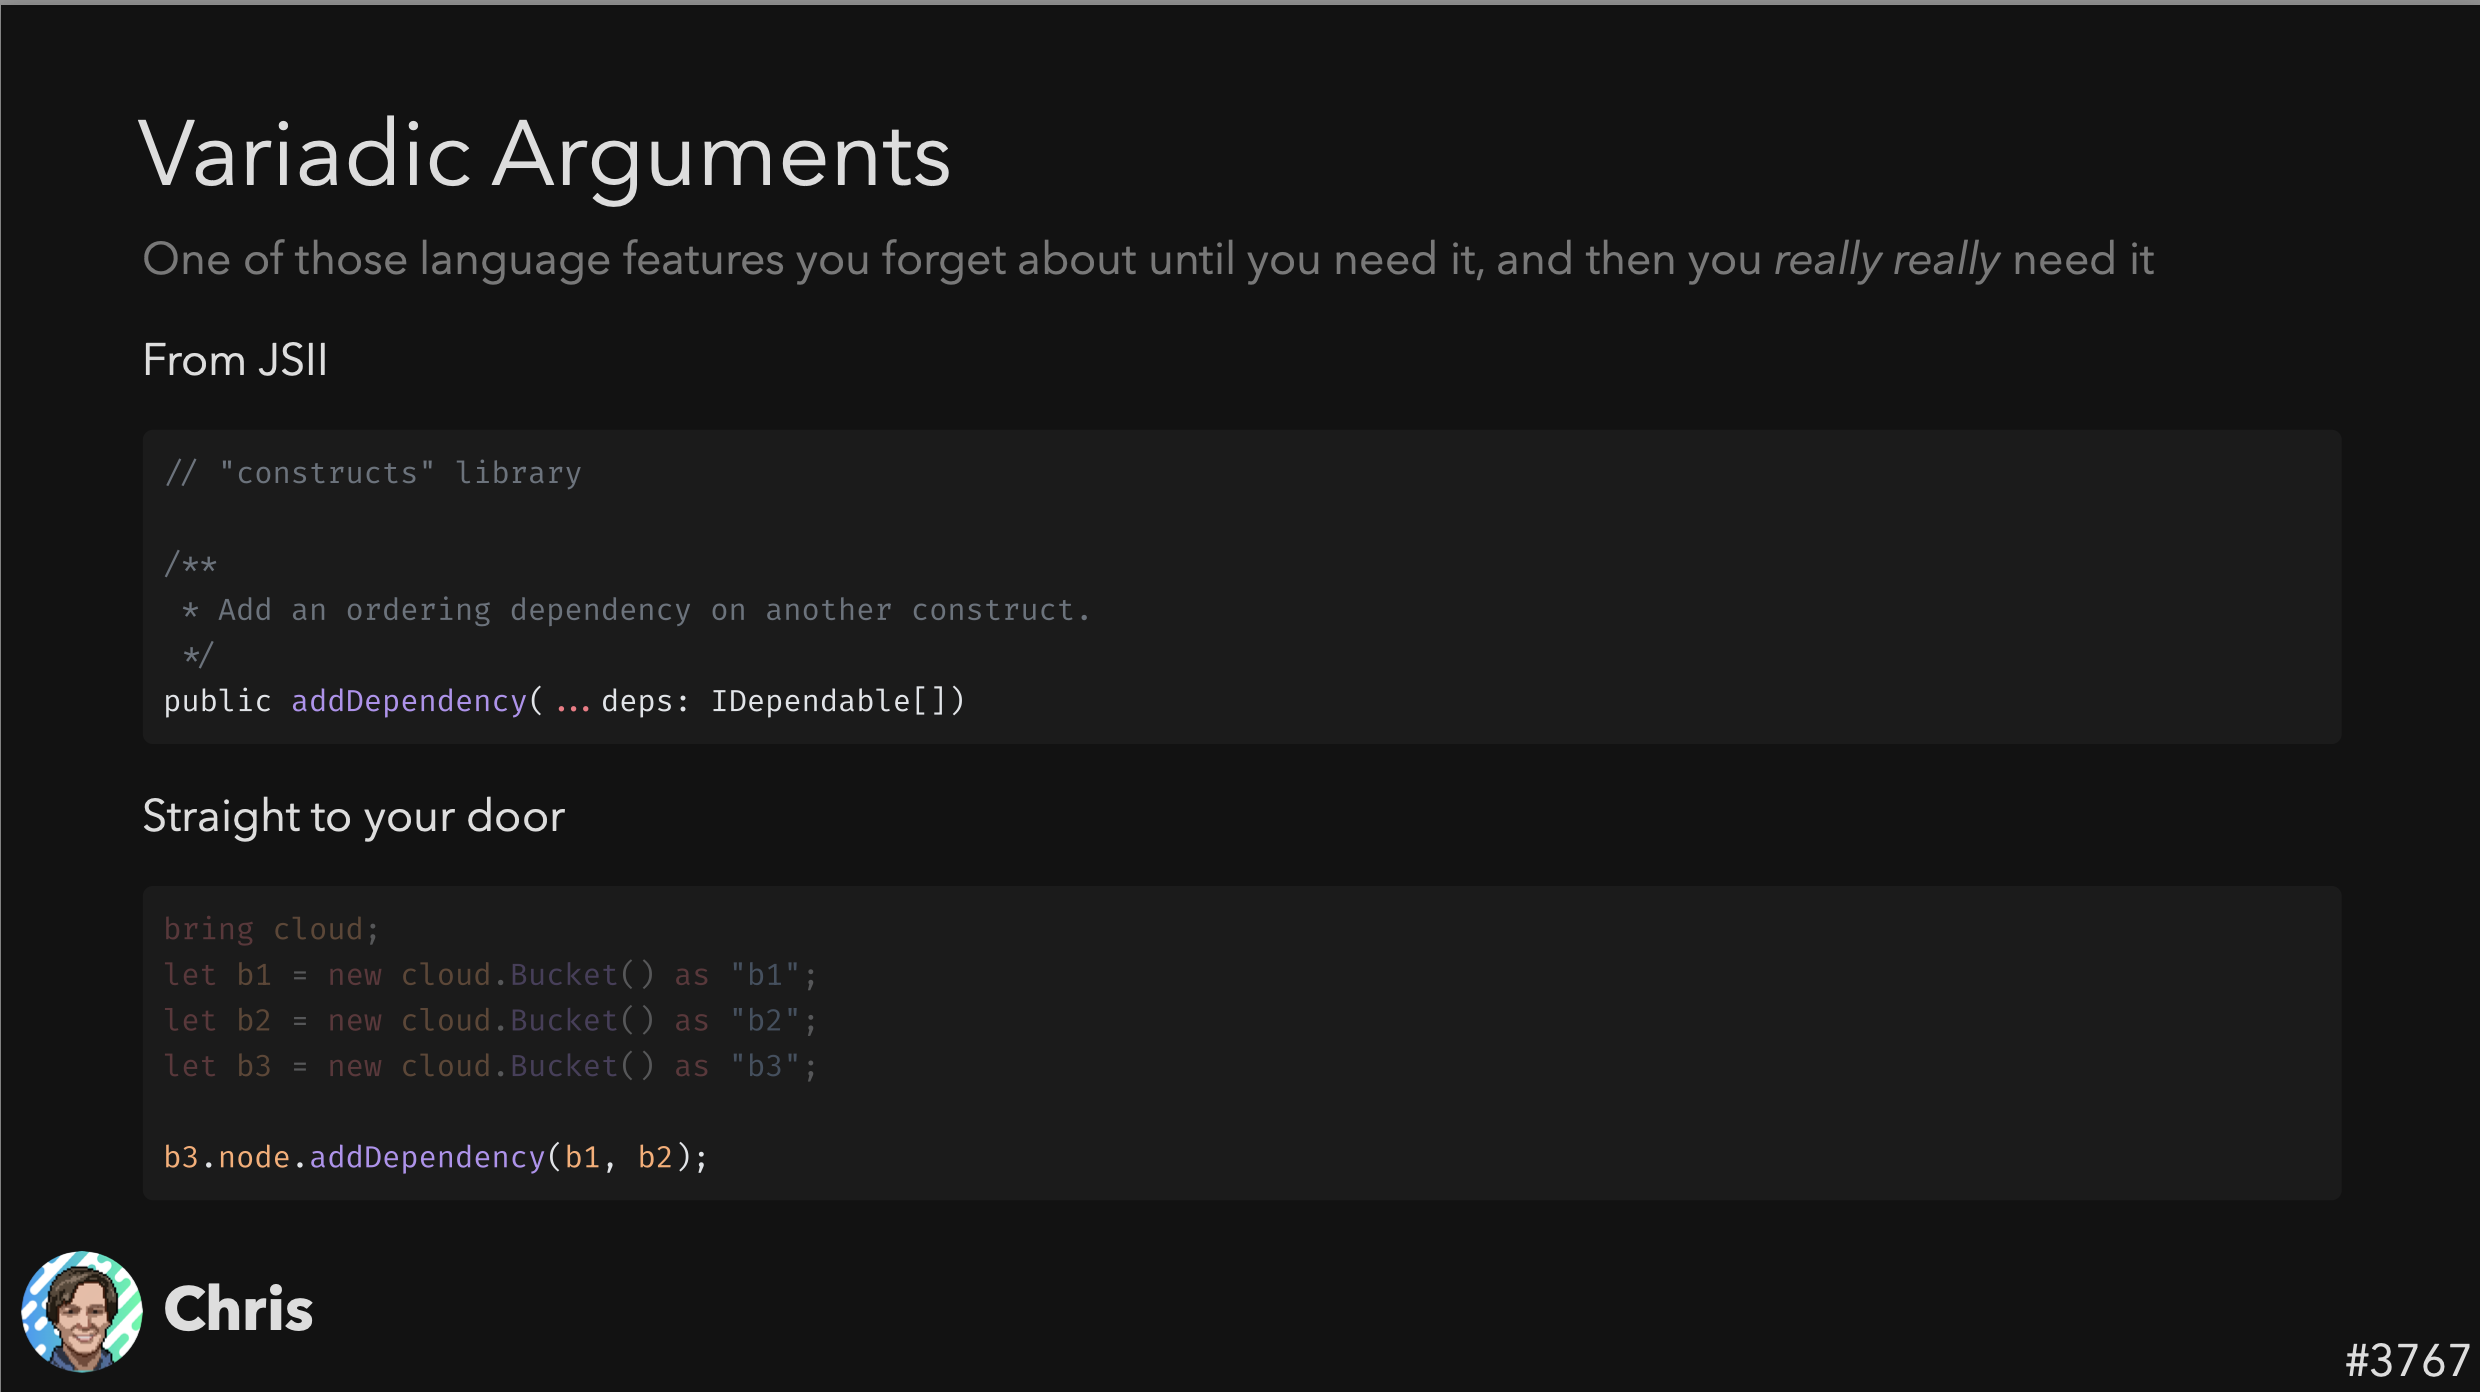 Variadic Arguments
One of those language features you forget about until you need it, and then you really really need it
From JSII
// "constructs" library
/**
 * Add an ordering dependency on another construct.
 */
public addDependency(...deps: IDependable[])
Straight to your door
bring cloud;
let b1 = new cloud.Bucket() as "b1";
let b2 = new cloud.Bucket() as "b2";
let b3 = new cloud.Bucket() as "b3";
b3.node.addDependency(b1, b2);
Chris
#3767